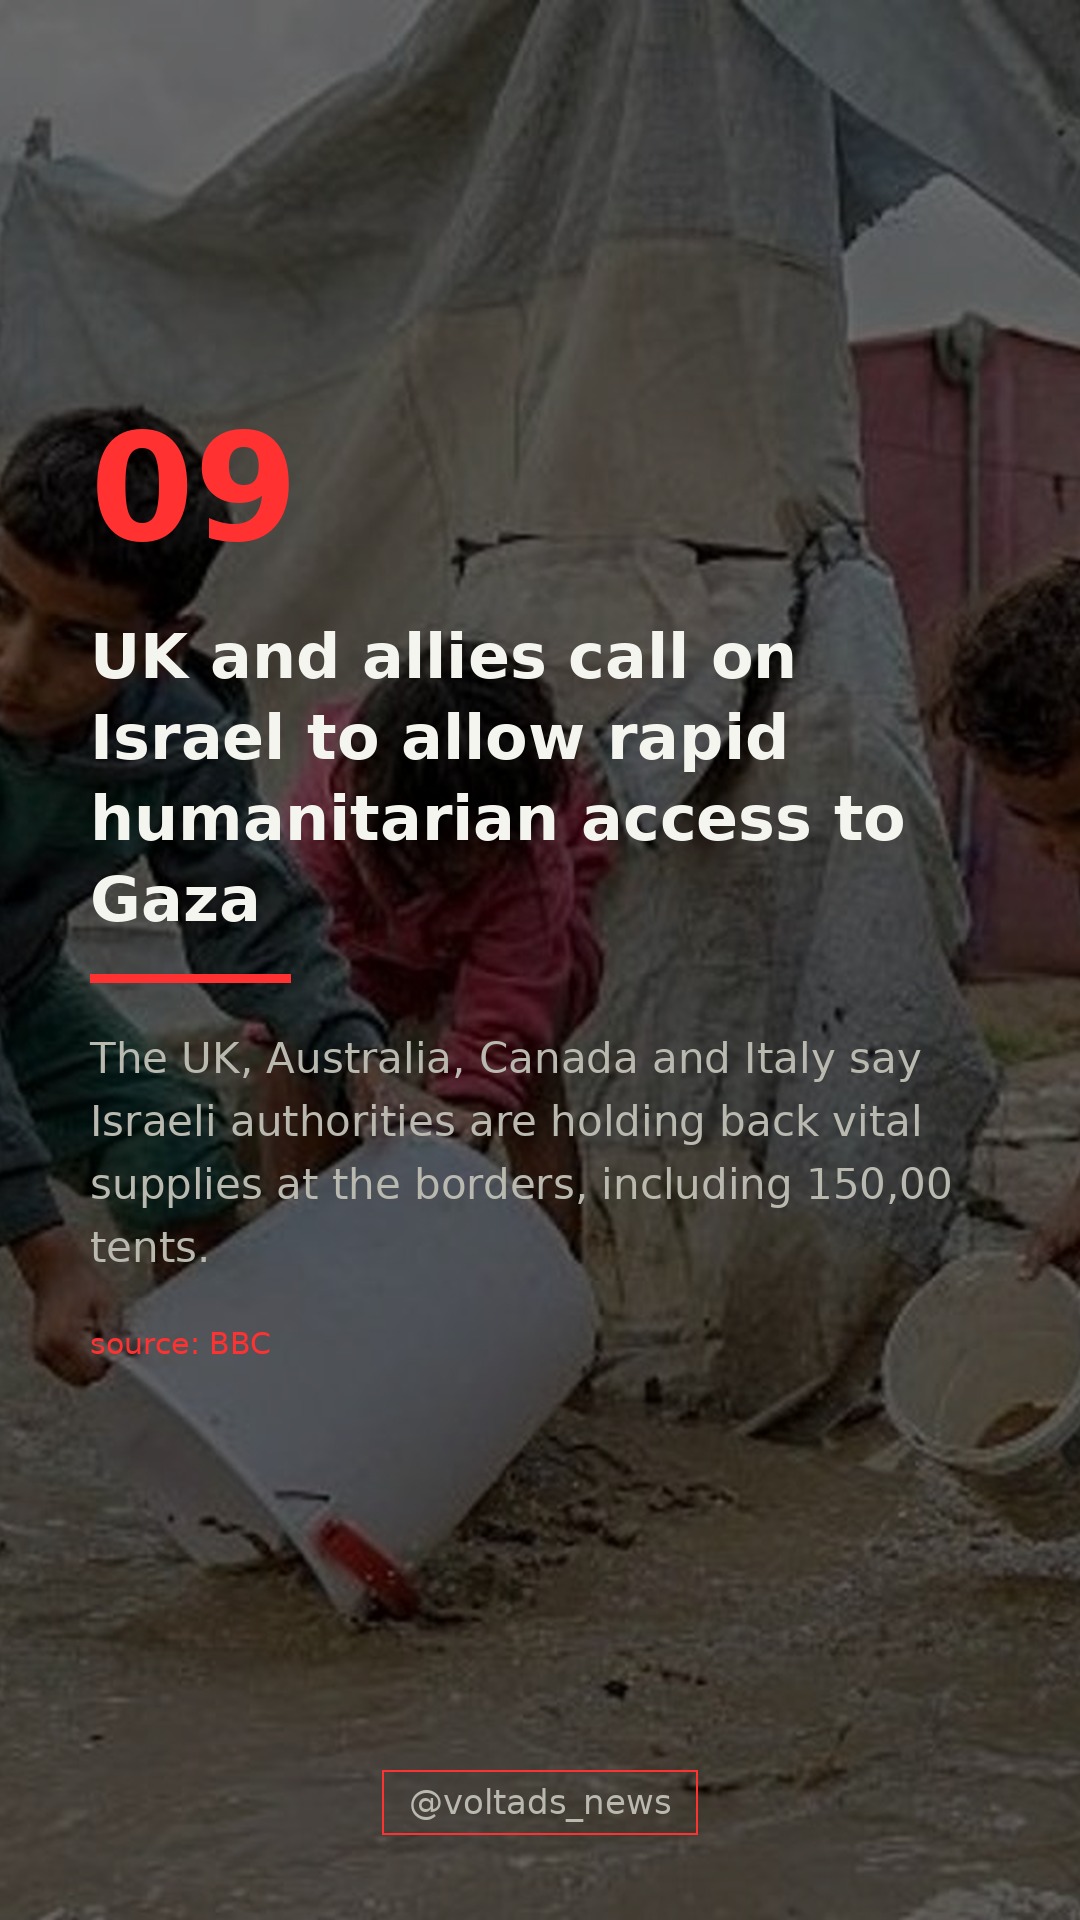 09
UK and allies call on
Israel to allow rapid
humanitarian access to
Gaza
The UK, Australia, Canada and Italy say
Israeli authorities are holding back vital
supplies at the borders, including 150,00
tents.
source: BBC
@voltads_news